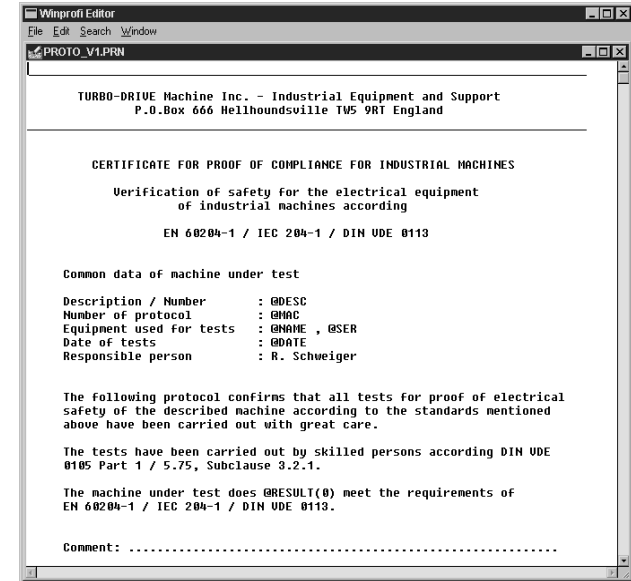 Winprofi Editor
File Edit Search Window
PROTO_V1.PRN
TURBO-DRIVE Machine Inc. - Industrial Equipment and Support
P.O.Box 666 Hellhoundsville TW5 9RT England
CERTIFICATE FOR PROOF OF COMPLIANCE FOR INDUSTRIAL MACHINES
Verification of safety for the electrical equipment
of industrial machines according
EN 60204-1 / IEC 204-1 / DIN VDE 0113
Common data of machine under test
Description / Number : @DESC
Number of protocol : @MAC
Equipment used for tests : @NAME , @SER
Date of tests : @DATE
Responsible person : R. Schweiger
The following protocol confirms that all tests for proof of electrical
safety of the described machine according to the standards mentioned
above have been carried out with great care.
The tests have been carried out by skilled persons according DIN VDE
0105 Part 1 / 5.75, Subclause 3.2.1.
The machine under test does @RESULT(0) meet the requirements of
EN 60204-1 / IEC 204-1 / DIN VDE 0113.
Comment: ............................................................